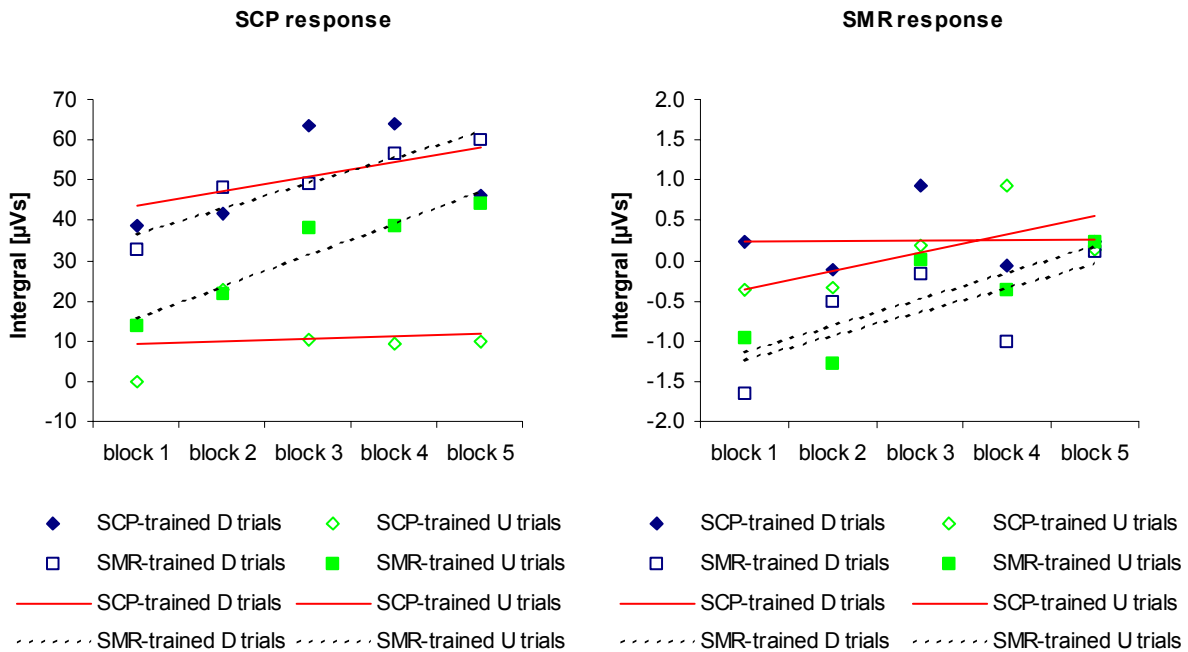 SCP response
SMR response
Intergral [µVs]
70
60
50
40
30
20
10
0
-10
block 1 block 2 block 3 block 4 block 5
SCP-trained D trials SCP-trained U trials
SMR-trained D trials SMR-trained U trials
SCP-trained D trials SCP-trained U trials
SMR-trained D trials SMR-trained U trials
Intergral [µVs]
2.0
1.5
1.0
0.5
0.0
-0.5
-1.0
-1.5
-2.0
block 1 block 2 block 3 block 4 block 5
SCP-trained D trials SCP-trained U trials
SMR-trained D trials SMR-trained U trials
SCP-trained D trials SCP-trained U trials
SMR-trained D trials SMR-trained U trials